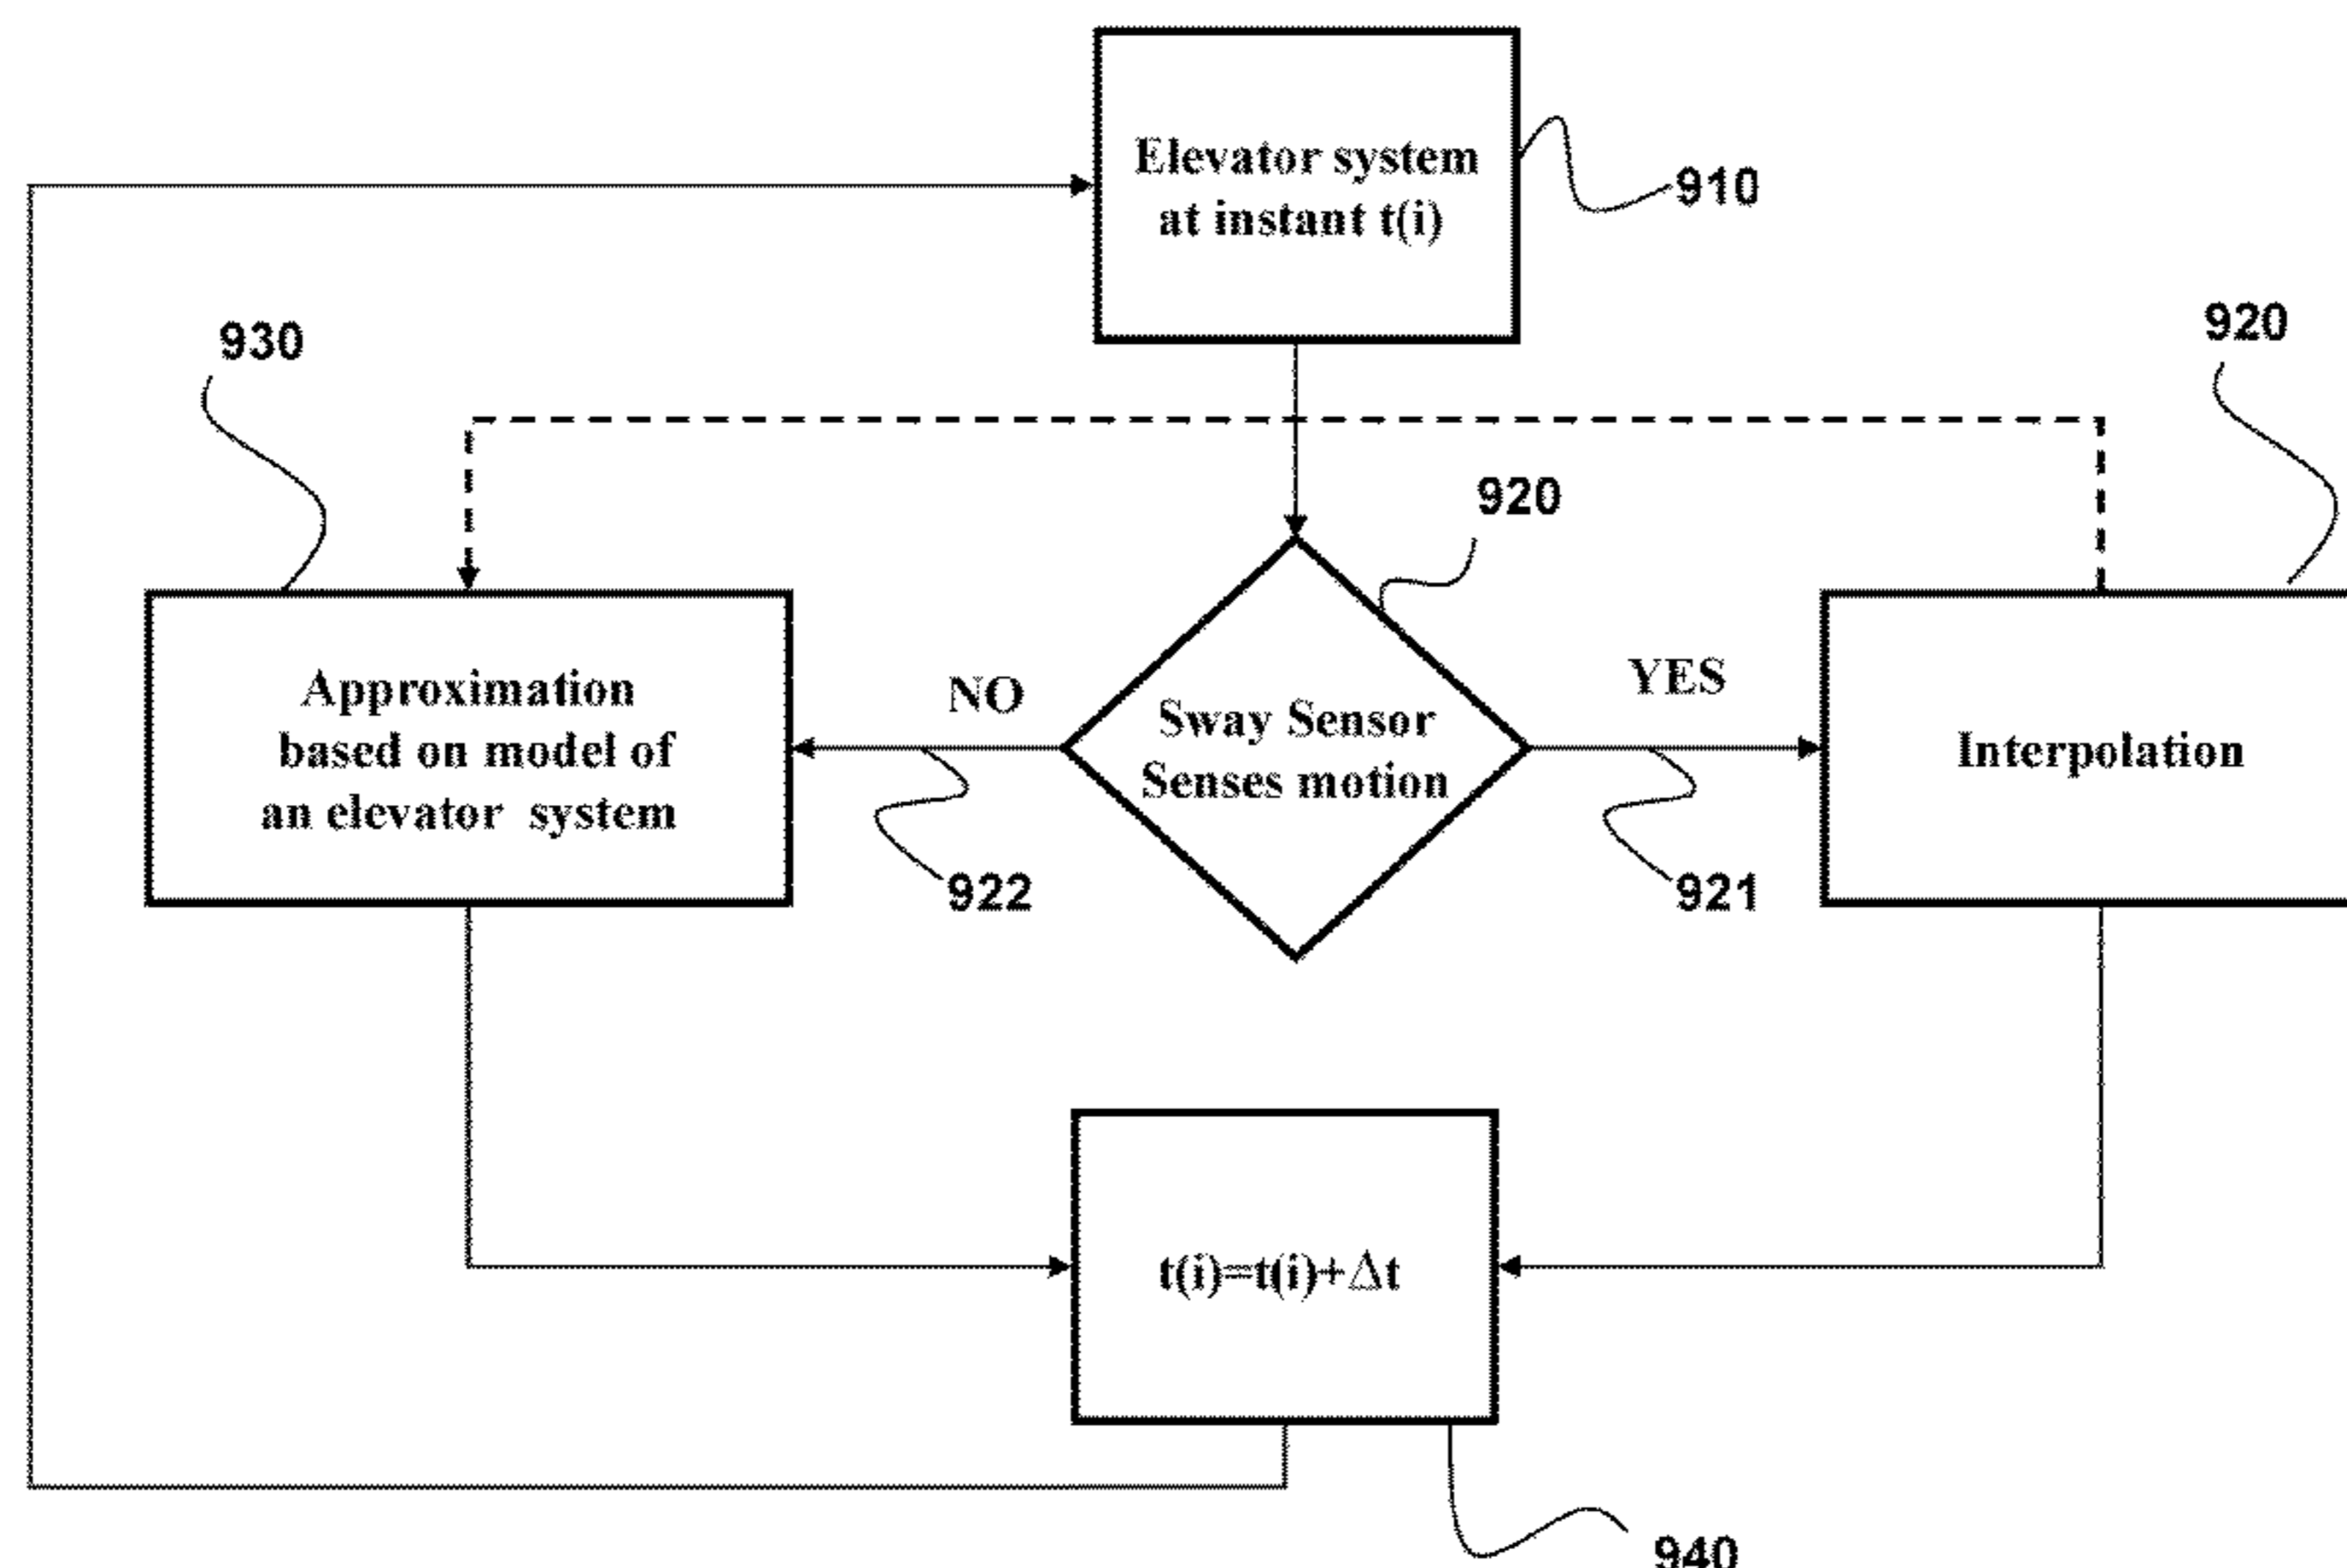 Elevator system
at instant t(i)
910
930
920
920
Approximation
based on model of
an elevator system
NO
922
Sway Sensor
Senses motion
YES
921
Interpolation
t(i)=t(i)+Δt
940